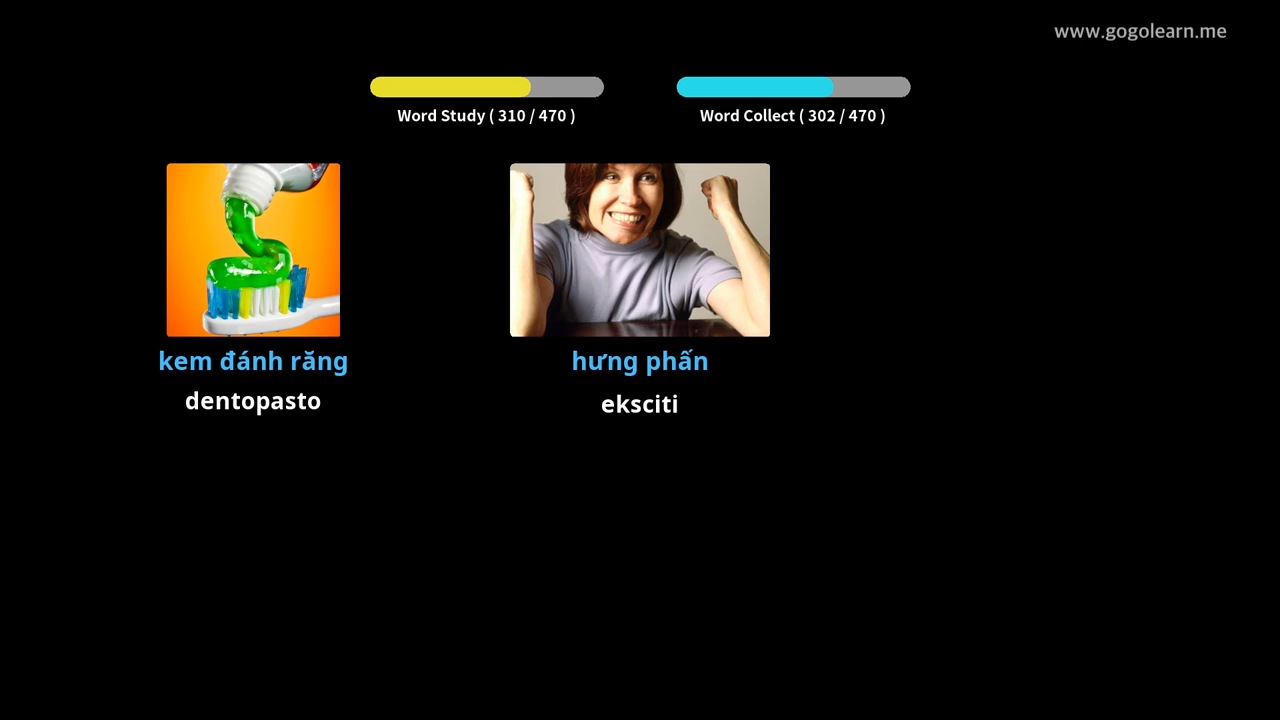 www.gogolearn.me
Word Study ( 310 / 470 )
Word Collect ( 302 / 470 )
kem đánh răng
dentopasto
hưng phấn
eksciti